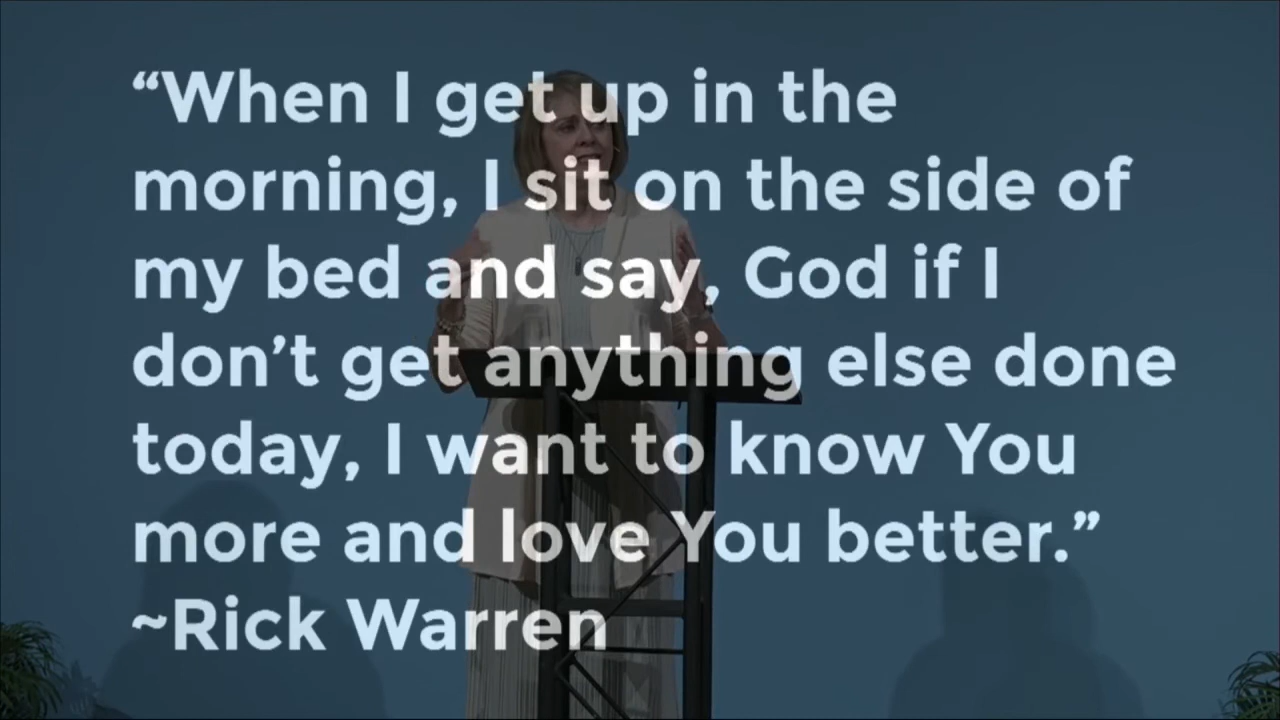 “When I get up in the
morning, I sit on the side of
my bed and say, God if I
don’t get anything else done
today, I want to know You
more and love You better.”
~Rick Warren